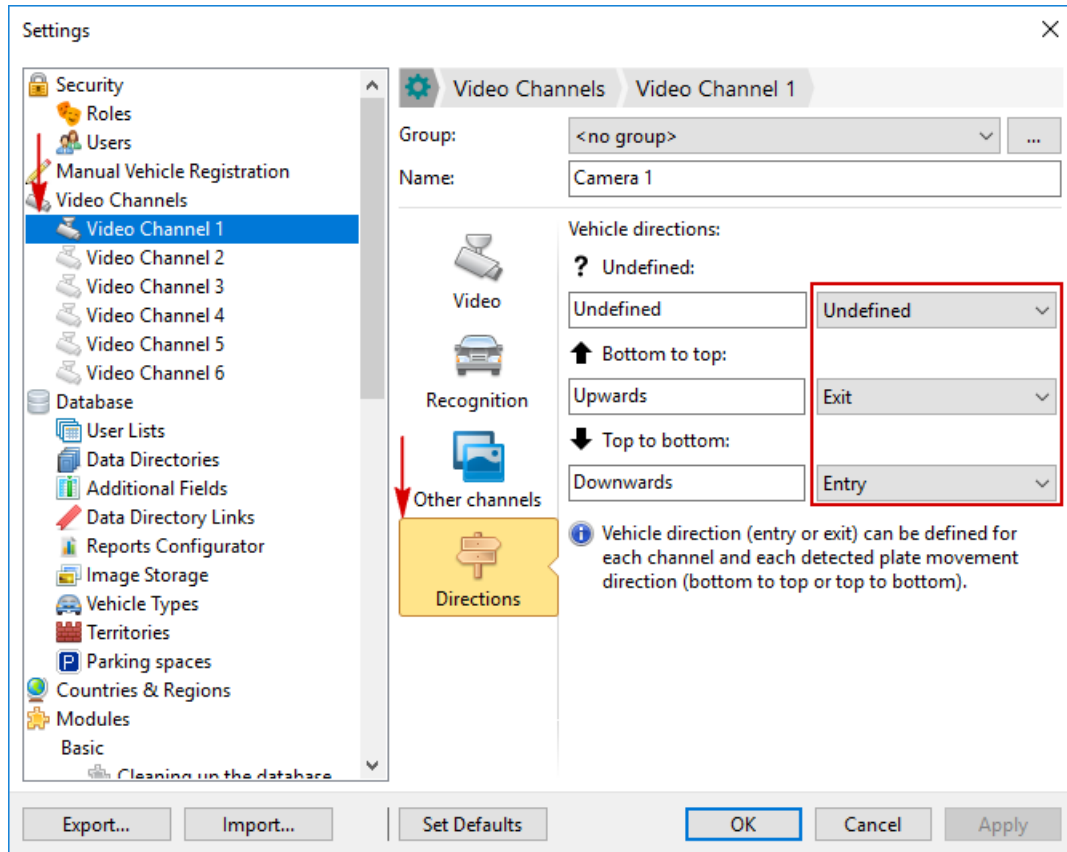 Settings
Security
Roles
Users
Manual Vehicle Registration
Video Channels
Video Channel 1
Video Channel 2
Video Channel 3
Video Channel 4
Video Channel 5
Video Channel 6
Database
User Lists
Data Directories
Additional Fields
Data Directory Links
Reports Configurator
Image Storage
Vehicle Types
Territories
P Parking spaces
Countries & Regions
Modules
Basic
Cleaning up the database
Video Channels Video Channel 1
Group: <no group> ...
Name: Camera 1
Video
Recognition
Other channels
Directions
Vehicle directions:
? Undefined:
Undefined Undefined
Bottom to top:
Upwards Exit
Top to bottom:
Downwards Entry
Vehicle direction (entry or exit) can be defined for
each channel and each detected plate movement
direction (bottom to top or top to bottom).
Export... Import... Set Defaults OK Cancel Apply